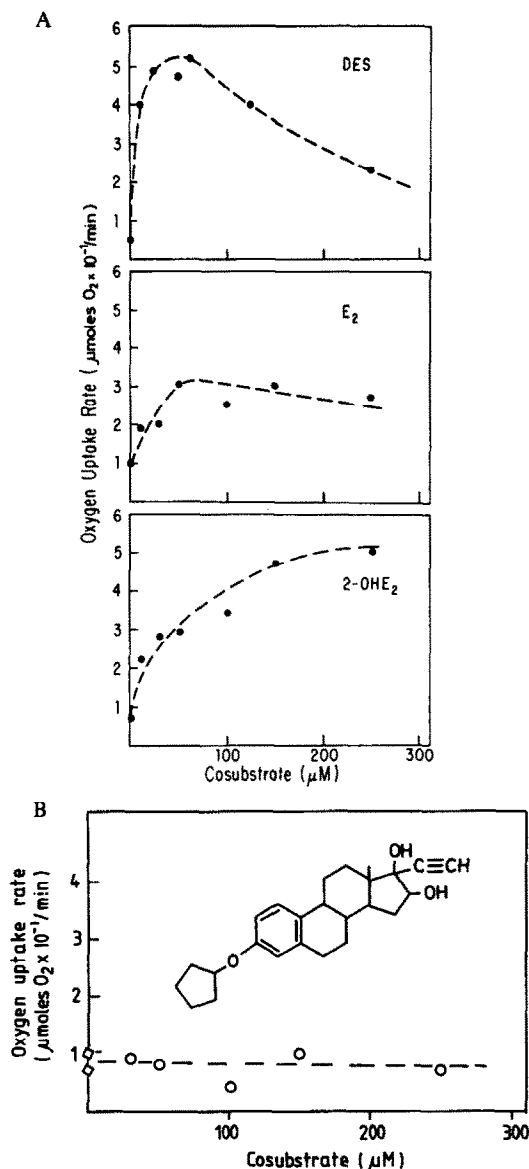 A
Oxygen Uptake Rate ( μmoles O₂ × 10⁻¹/min)
6
5
4
3
2
1
DES
6
5
4
3
2
1
E₂
6
5
4
3
2
1
2-OHE₂
100 200 300
Cosubstrate (μM)
B
Oxygen uptake rate
( μmoles O₂ × 10⁻¹/min)
4
3
2
1
OH
C≡CH
OH
O
100 200 300
Cosubstrate (μM)